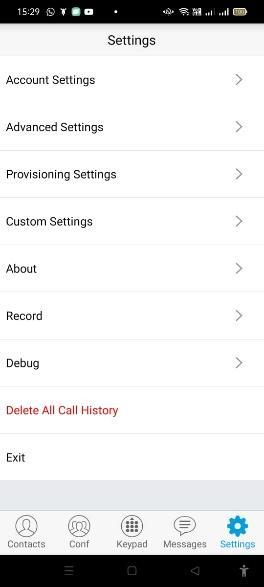 15:29
Settings
Account Settings
Advanced Settings
Provisioning Settings
Custom Settings
About
Record
Debug
Delete All Call History
Exit
Contacts Conf Keypad Messages Settings